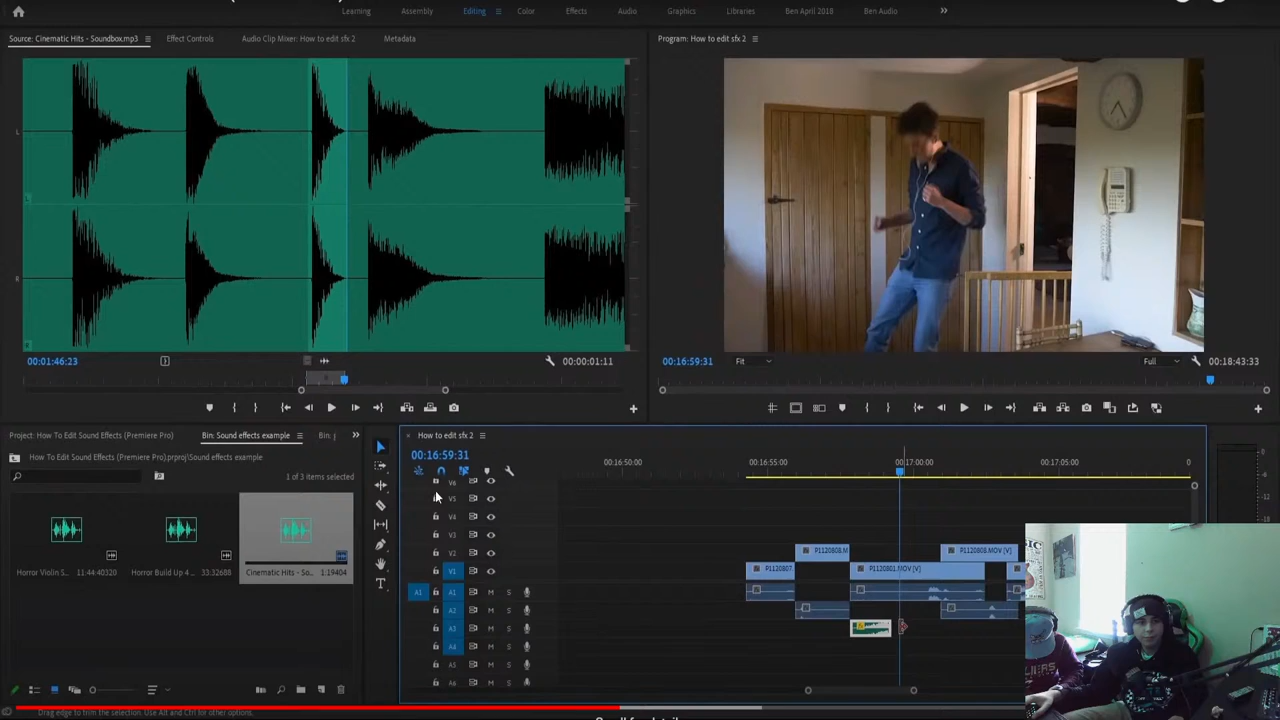 Learning Assembly Editing Color Effects Audio Graphics Libraries Ben April 2018 Ben Audio
Source: Cinematic Hits - Soundbox.mp3 Effect Controls Audio Clip Mixer: How to edit sfx 2 Metadata
Program: How to edit sfx 2
L
R
00:01:46:23 00:00:01:11
00:16:59:31 Fit Full 00:18:43:33
Project: How To Edit Sound Effects (Premiere Pro) Bin: Sound effects example Bin:
How To Edit Sound Effects (Premiere Pro).prproj\Sound effects example
1 of 3 items selected
Horror Violin S... 11:44:40320 Horror Build Up 4... 33:32688 Cinematic Hits - So... 1:19404
How to edit sfx 2
00:16:59:31
00:16:50:00 00:16:55:00 00:17:00:00 00:17:05:00 0
V6
V5
V4
V3
V2 P1120808.M P1120808.MOV [V]
V1 P1120807. P1120801.MOV [V]
A1 A1 M S
A2 M S
A3 M S
A4 M S
A5 M S
A6 M S
0
Drag edge to trim the selection. Use Alt and Ctrl for other options.
Scroll for details